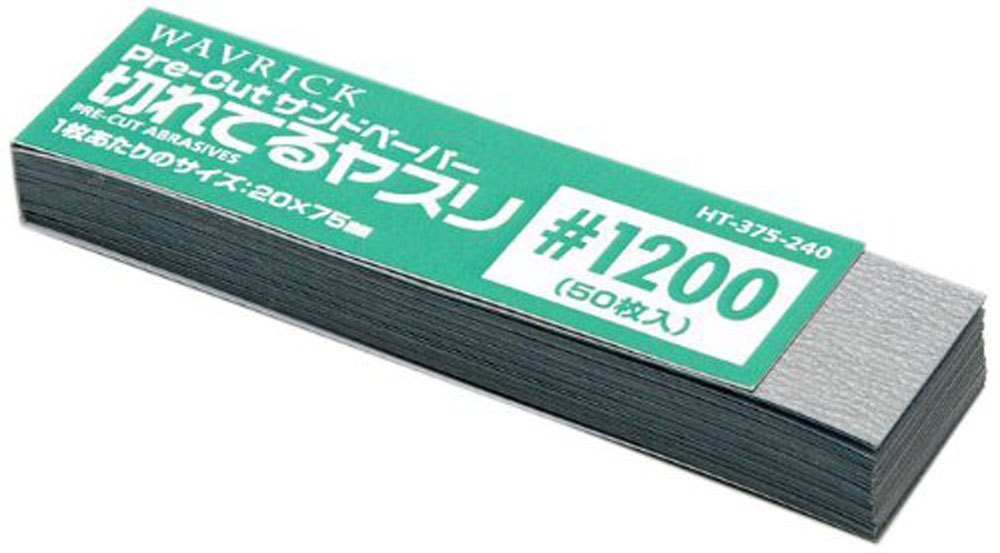 WAVRICK
Pre-Cut サンドペーパー
切れてるヤスリ
PRE-CUT ABRASIVES
1枚あたりのサイズ:20×75㎜
HT-375-240
#1200
(50枚入)